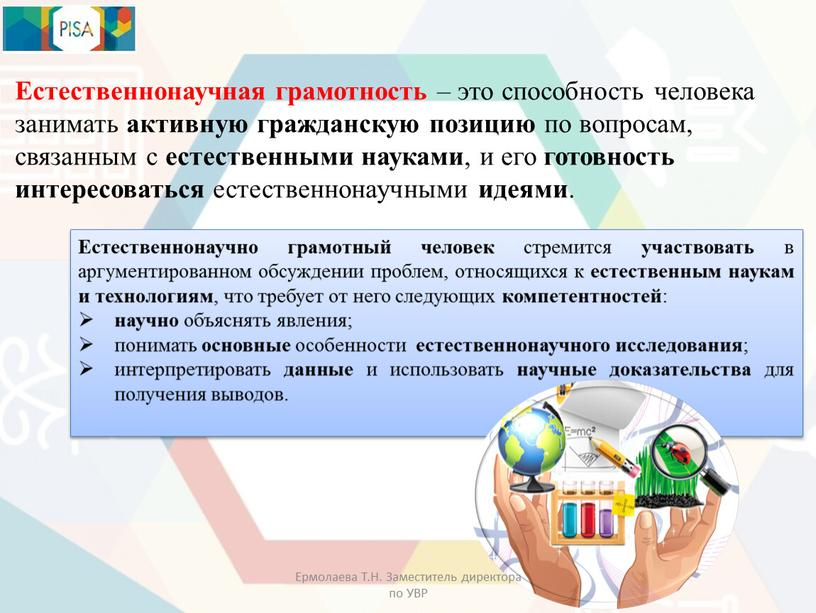 PISA
Естественнонаучная грамотность – это способность человека
занимать активную гражданскую позицию по вопросам,
связанным с естественными науками, и его готовность
интересоваться естественнонаучными идеями.
Естественнонаучно грамотный человек стремится участвовать в
аргументированном обсуждении проблем, относящихся к естественным наукам
и технологиям, что требует от него следующих компетентностей:
научно объяснять явления;
понимать основные особенности естественнонаучного исследования;
интерпретировать данные и использовать научные доказательства для
получения выводов.
E=mc²
Ермолаева Т.Н. Заместитель директора
по УВР